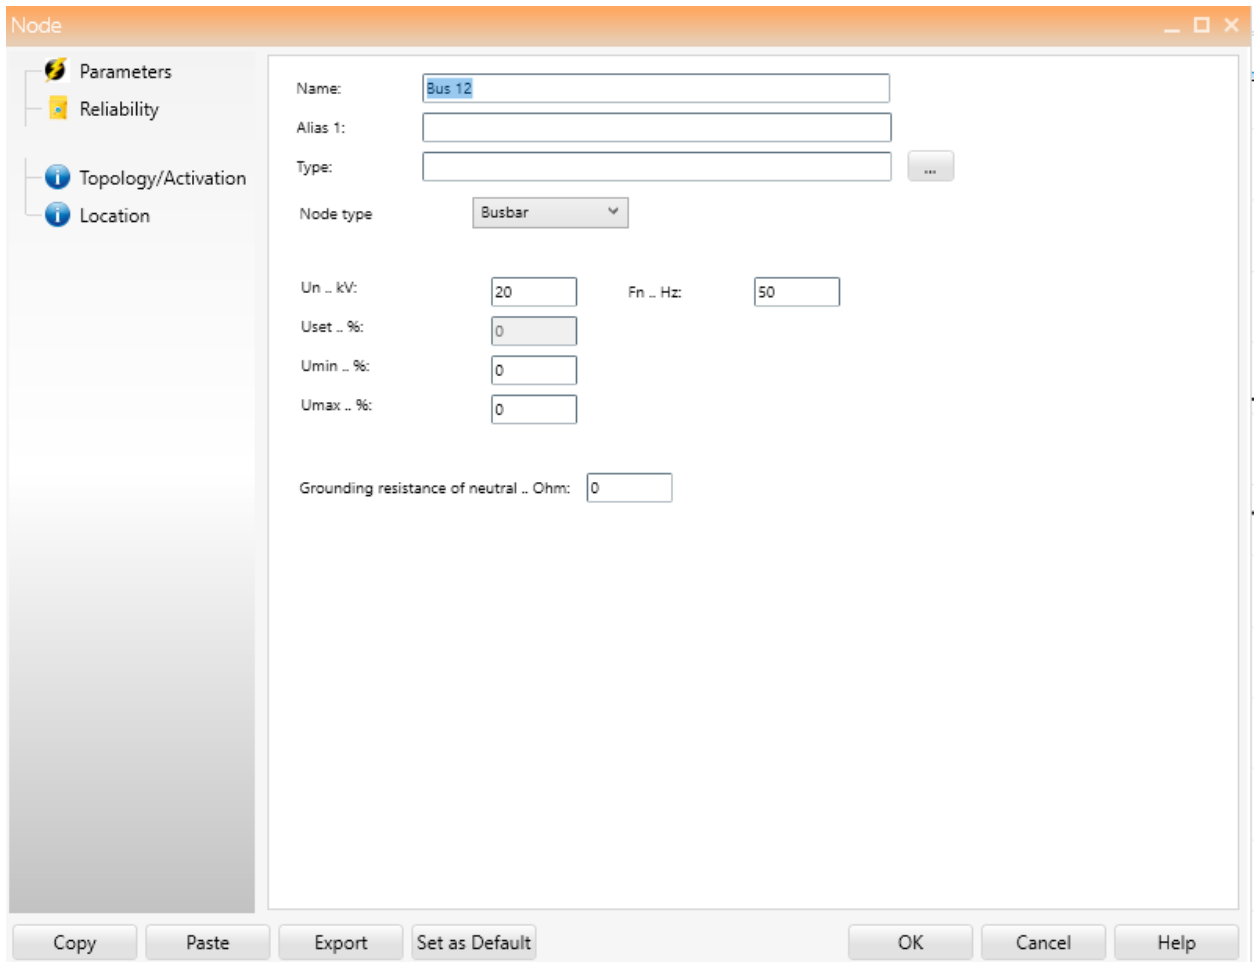 Node
Parameters
Reliability
Topology/Activation
Location
Name: Bus 12
Alias 1:
Type: ...
Node type Busbar
Un .. kV: 20 Fn .. Hz: 50
Uset .. %: 0
Umin .. %: 0
Umax .. %: 0
Grounding resistance of neutral .. Ohm: 0
Copy Paste Export Set as Default OK Cancel Help